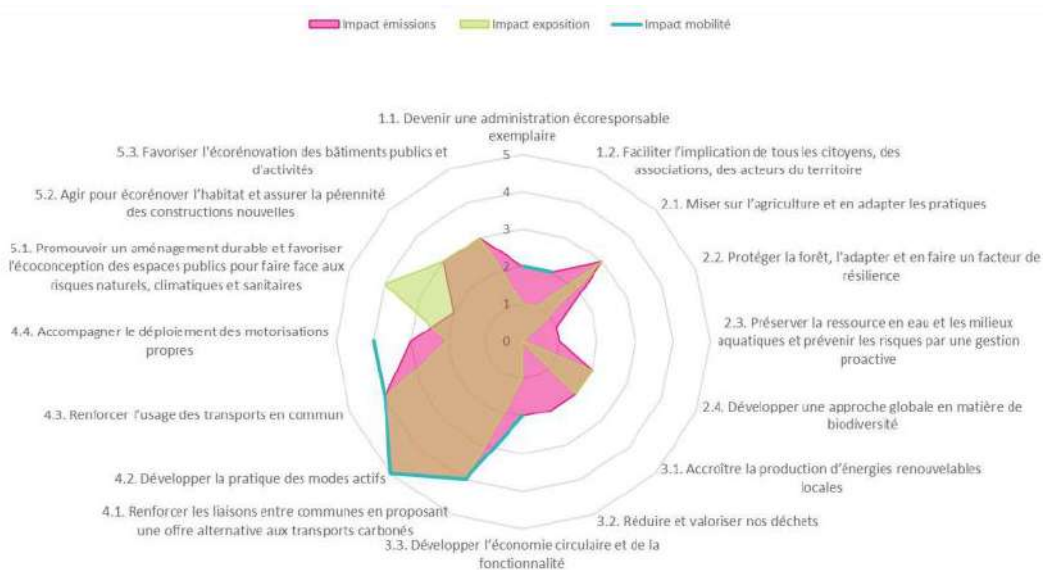 Impact émissions
Impact exposition
Impact mobilité
1.1. Devenir une administration écoresponsable
exemplaire
1.2. Faciliter l'implication de tous les citoyens, des
associations, des acteurs du territoire
2.1. Miser sur l'agriculture et en adapter les pratiques
2.2. Protéger la forêt, l'adapter et en faire un facteur de
résilience
2.3. Préserver la ressource en eau et les milieux
aquatiques et prévenir les risques par une gestion
proactive
2.4. Développer une approche globale en matière de
biodiversité
3.1. Accroître la production d'énergies renouvelables
locales
3.2. Réduire et valoriser nos déchets
3.3. Développer l'économie circulaire et de la
fonctionnalité
4.1. Renforcer les liaisons entre communes en proposant
une offre alternative aux transports carbonés
4.2. Développer la pratique des modes actifs
4.3. Renforcer l'usage des transports en commun
4.4. Accompagner le déploiement des motorisations
propres
5.1. Promouvoir un aménagement durable et favoriser
l'écoconception des espaces publics pour faire face aux
risques naturels, climatiques et sanitaires
5.2. Agir pour écorénover l'habitat et assurer la pérennité
des constructions nouvelles
5.3. Favoriser l'écorénovation des bâtiments publics et
d'activités
5
4
3
2
1
0